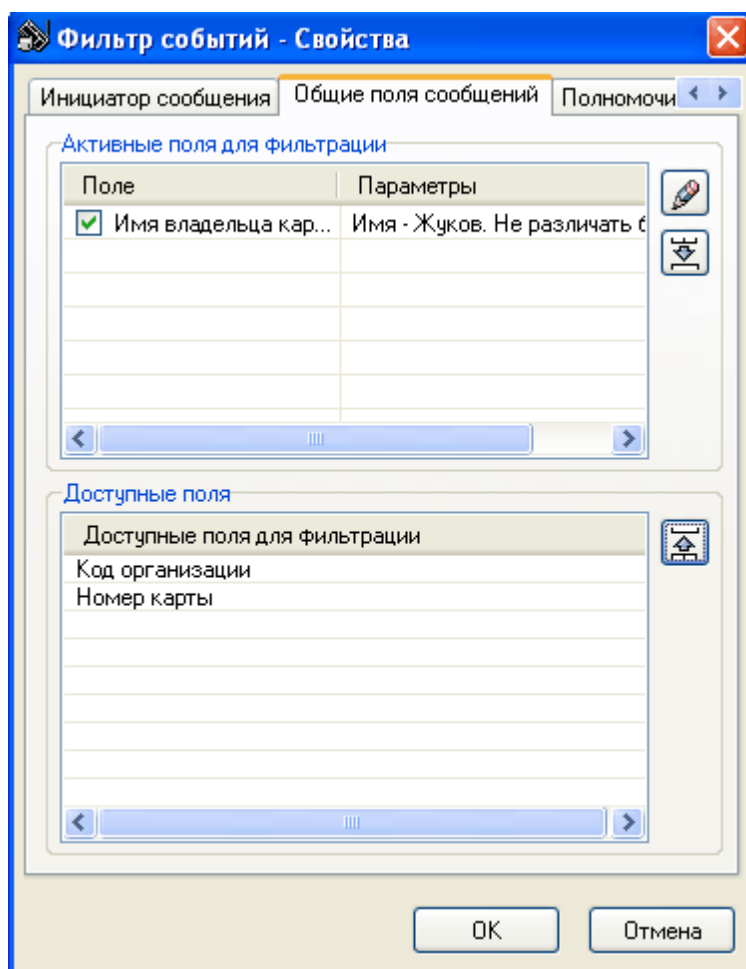 Фильтр событий - Свойства
Инициатор сообщения Общие поля сообщений Полномочи
Активные поля для фильтрации
Поле Параметры
Имя владельца кар... Имя - Жуков. Не различать б
Доступные поля
Доступные поля для фильтрации
Код организации
Номер карты
OK Отмена